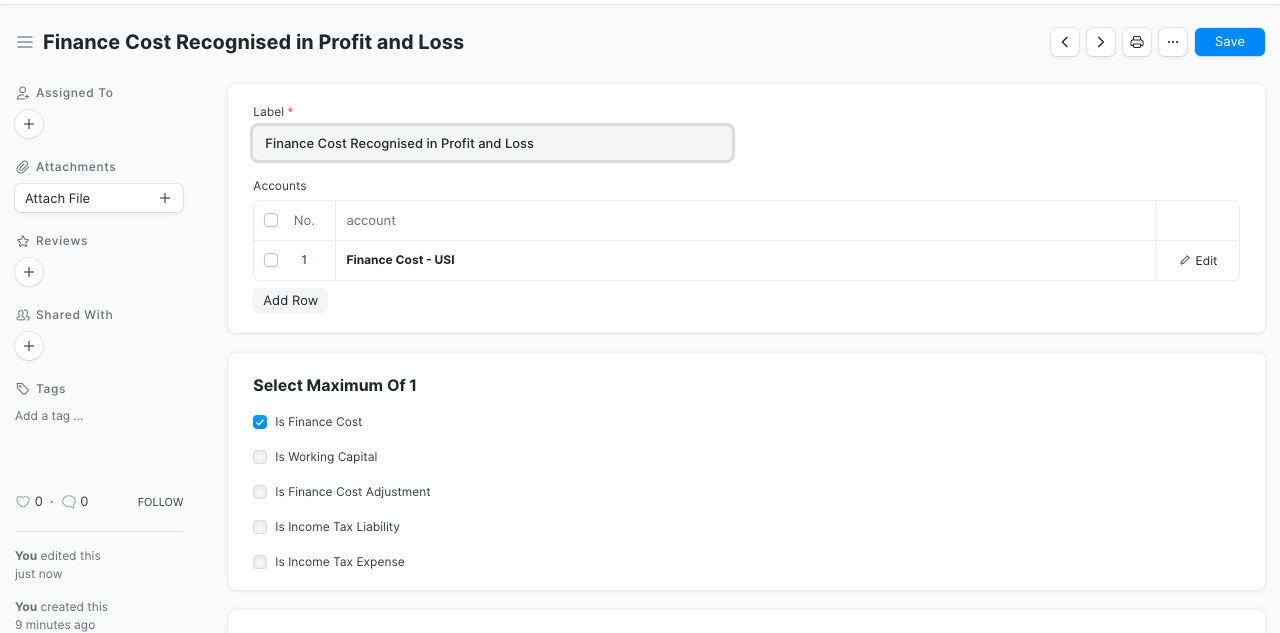 Finance Cost Recognised in Profit and Loss
Save
Assigned To
Attachments
Attach File
Reviews
Shared With
Tags
Add a tag ...
0 · 0 FOLLOW
You edited this
just now
You created this
9 minutes ago
Label *
Finance Cost Recognised in Profit and Loss
Accounts
No. account
1 Finance Cost - USI Edit
Add Row
Select Maximum Of 1
Is Finance Cost
Is Working Capital
Is Finance Cost Adjustment
Is Income Tax Liability
Is Income Tax Expense